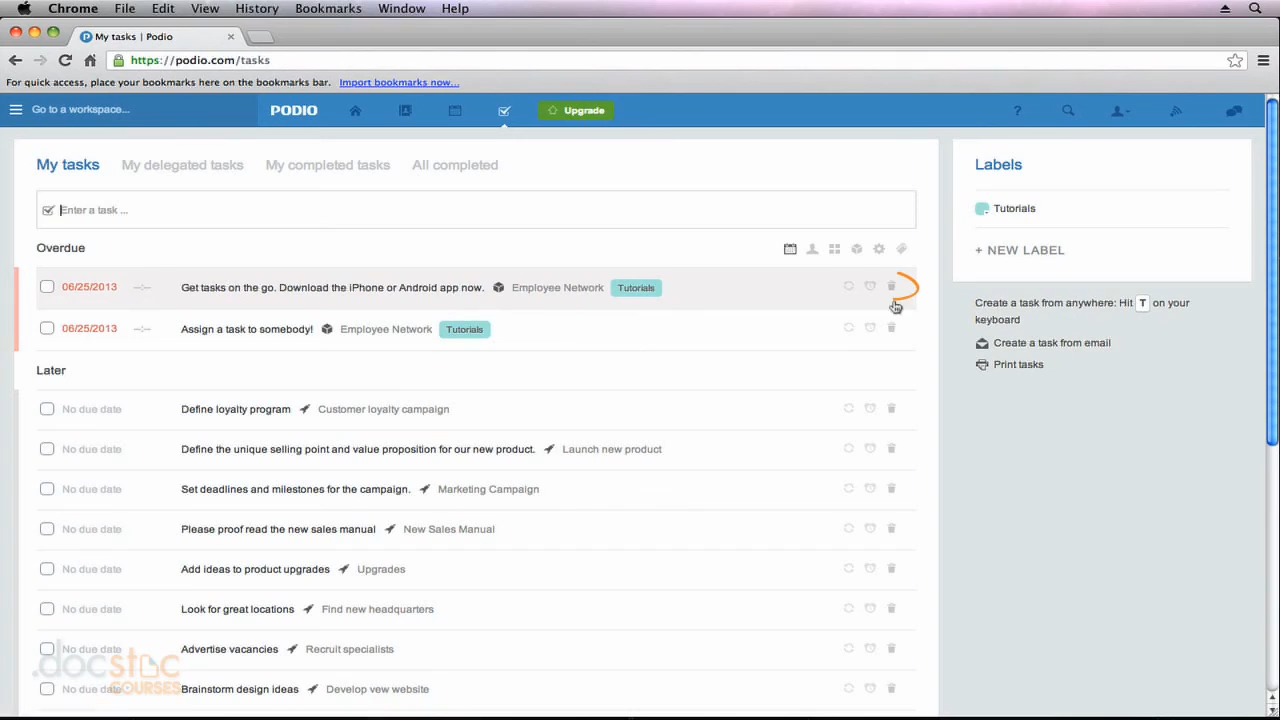 Chrome File Edit View History Bookmarks Window Help
My tasks | Podio
https://podio.com/tasks
For quick access, place your bookmarks here on the bookmarks bar. Import bookmarks now...
Go to a workspace... PODIO Upgrade ?
My tasks My delegated tasks My completed tasks All completed
Enter a task ...
Overdue
06/25/2013 --:-- Get tasks on the go. Download the iPhone or Android app now. Employee Network Tutorials
06/25/2013 --:-- Assign a task to somebody! Employee Network Tutorials
Later
No due date Define loyalty program Customer loyalty campaign
No due date Define the unique selling point and value proposition for our new product. Launch new product
No due date Set deadlines and milestones for the campaign. Marketing Campaign
No due date Please proof read the new sales manual New Sales Manual
No due date Add ideas to product upgrades Upgrades
No due date Look for great locations Find new headquarters
No due date Advertise vacancies Recruit specialists
No due date Brainstorm design ideas Develop vew website
Labels
Tutorials
+ NEW LABEL
Create a task from anywhere: Hit T on your
keyboard
Create a task from email
Print tasks
.docstoc
COURSES